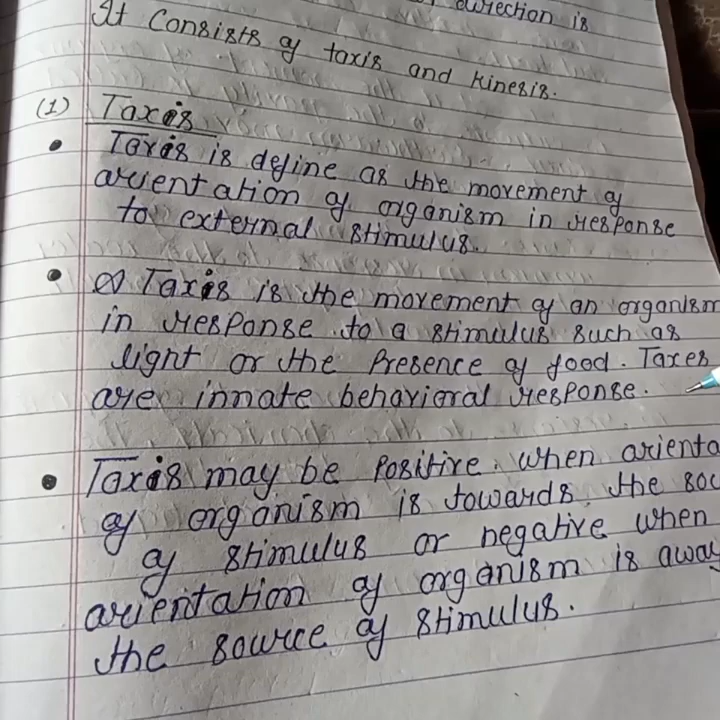 direction is
It Consists of taxis and Kinesis.
(1) Taxis
• Taxis is define as the movement of
orientation of organism in response
to external stimulus.
• Taxis is the movement of an organism
in response to a stimulus such as
light or the Presence of food. Taxes
are innate behavioral response.
• Taxis may be Positive when orienta
of organism is towards the sou
of stimulus or negative when
orientation of organism is away
the source of stimulus.